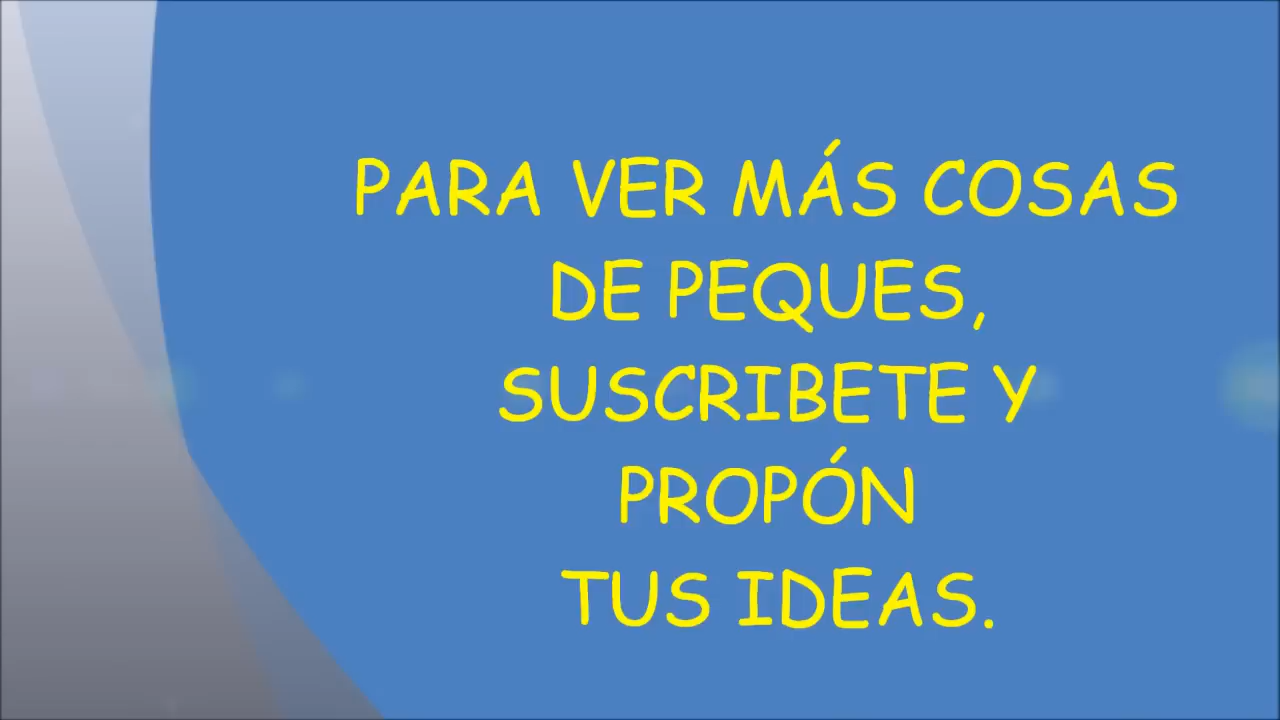 PARA VER MÁS COSAS
DE PEQUES,
SUSCRIBETE Y
PROPÓN
TUS IDEAS.